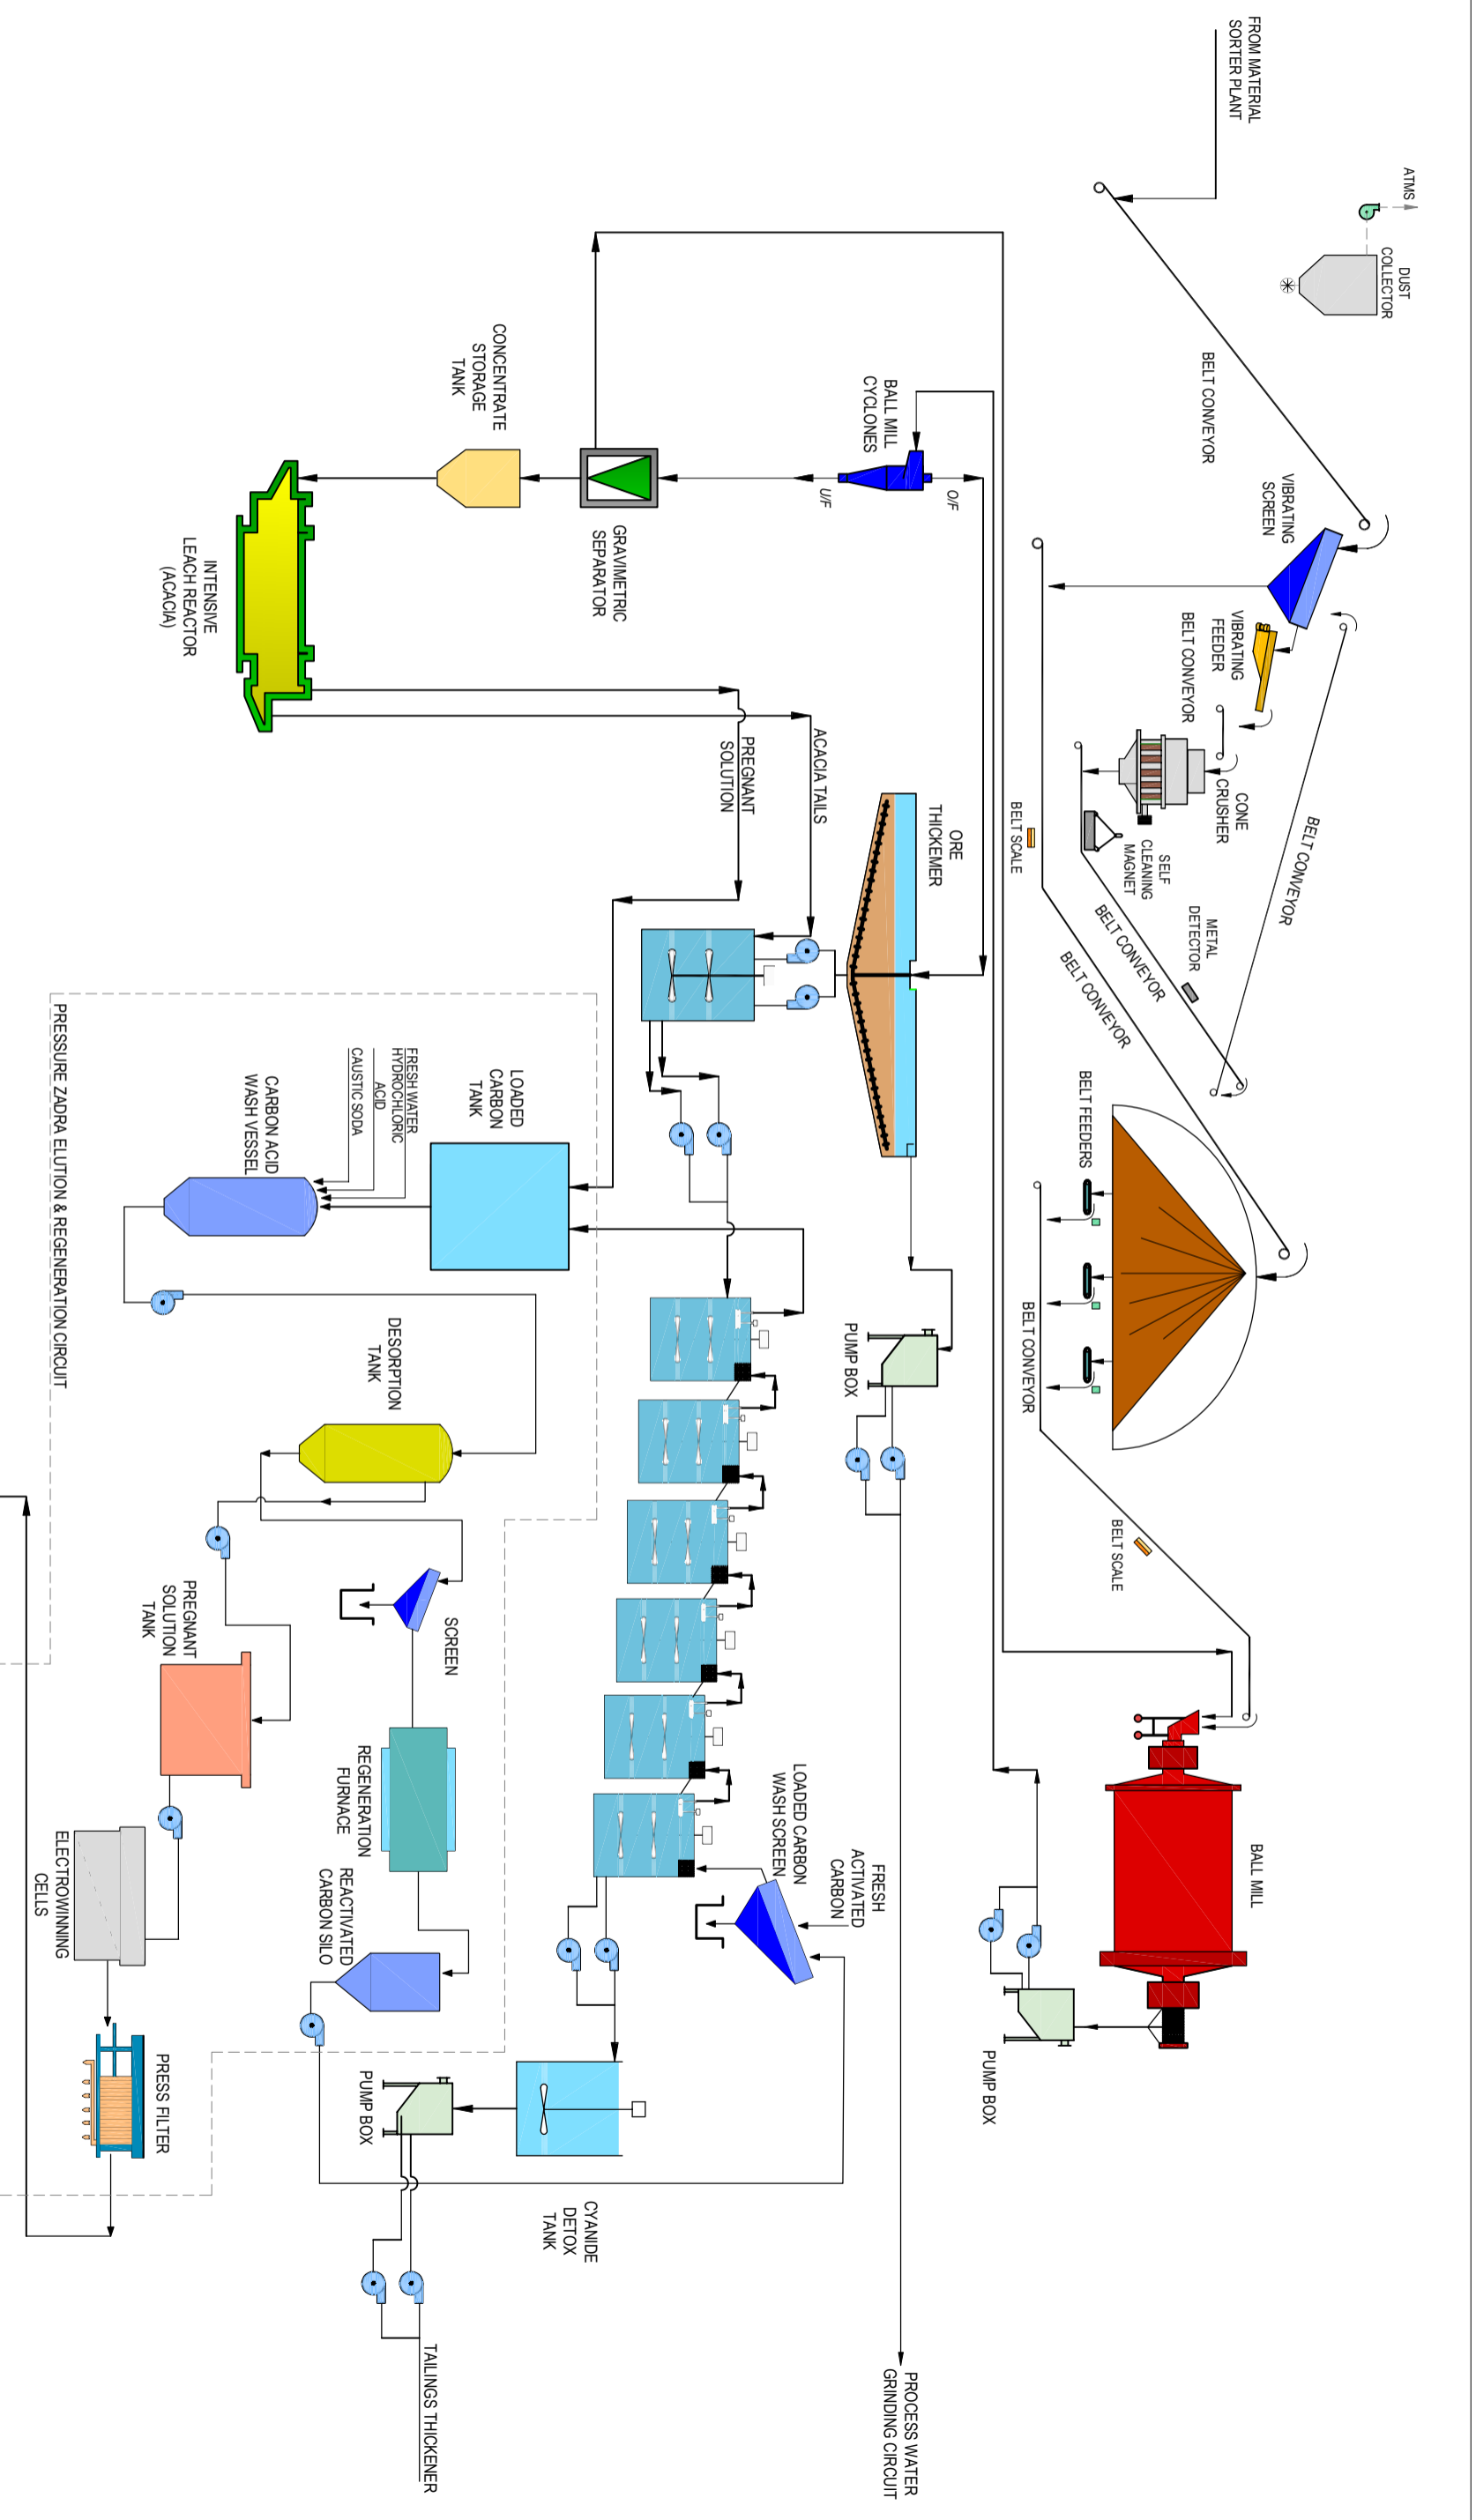 FROM MATERIAL
SORTER PLANT
ATMS
DUST
COLLECTOR
BELT CONVEYOR
VIBRATING
SCREEN
VIBRATING
FEEDER
BELT CONVEYOR
CONE
CRUSHER
SELF
CLEANING
MAGNET
BELT CONVEYOR
METAL
DETECTOR
BELT CONVEYOR
BELT CONVEYOR
BELT SCALE
BELT FEEDERS
BELT CONVEYOR
BELT SCALE
BALL MILL
PUMP BOX
BALL MILL
CYCLONES
O/F
U/F
GRAVIMETRIC
SEPARATOR
CONCENTRATE
STORAGE
TANK
INTENSIVE
LEACH REACTOR
(ACACIA)
ACACIA TAILS
PREGNANT
SOLUTION
ORE
THICKEMER
PUMP BOX
PROCESS WATER
GRINDING CIRCUIT
FRESH
ACTIVATED
CARBON
LOADED CARBON
WASH SCREEN
CYANIDE
DETOX
TANK
PUMP BOX
TAILINGS THICKENER
LOADED
CARBON
TANK
FRESH WATER
HYDROCHLORIC
ACID
CAUSTIC SODA
CARBON ACID
WASH VESSEL
DESORPTION
TANK
SCREEN
REGENERATION
FURNACE
REACTIVATED
CARBON SILO
PREGNANT
SOLUTION
TANK
ELECTROWINNING
CELLS
PRESS FILTER
PRESSURE ZADRA ELUTION & REGENERATION CIRCUIT